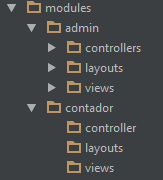 modules
admin
controllers
layouts
views
contador
controller
layouts
views